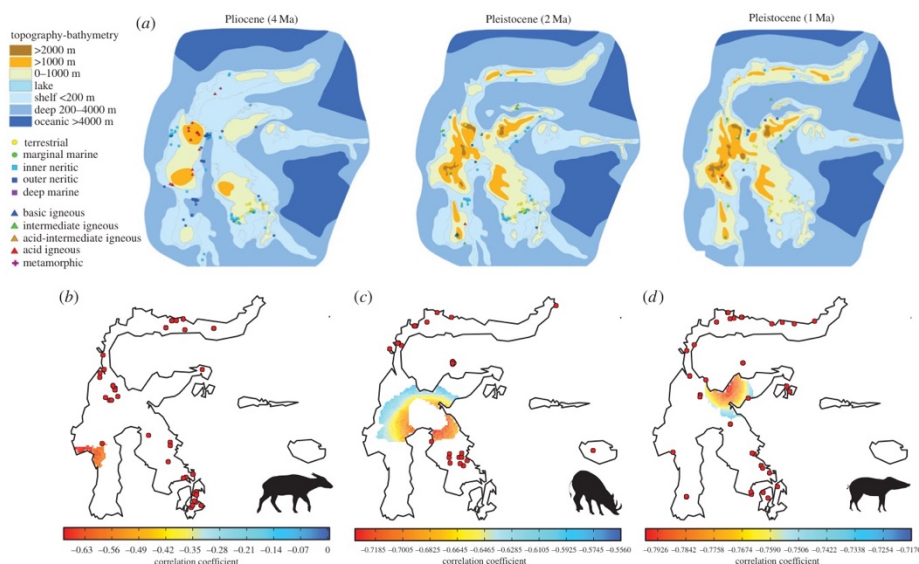 (a)
Pliocene (4 Ma)
Pleistocene (2 Ma)
Pleistocene (1 Ma)
topography-bathymetry
>2000 m
>1000 m
0–1000 m
lake
shelf <200 m
deep 200–4000 m
oceanic >4000 m
terrestrial
marginal marine
inner neritic
outer neritic
deep marine
basic igneous
intermediate igneous
acid-intermediate igneous
acid igneous
metamorphic
(b)
(c)
(d)
−0.63 −0.56 −0.49 −0.42 −0.35 −0.28 −0.21 −0.14 −0.07 0
correlation coefficient
−0.7185 −0.7005 −0.6825 −0.6645 −0.6465 −0.6285 −0.6105 −0.5925 −0.5745 −0.5560
correlation coefficient
−0.7926 −0.7842 −0.7758 −0.7674 −0.7590 −0.7506 −0.7422 −0.7338 −0.7254 −0.7170
correlation coefficient